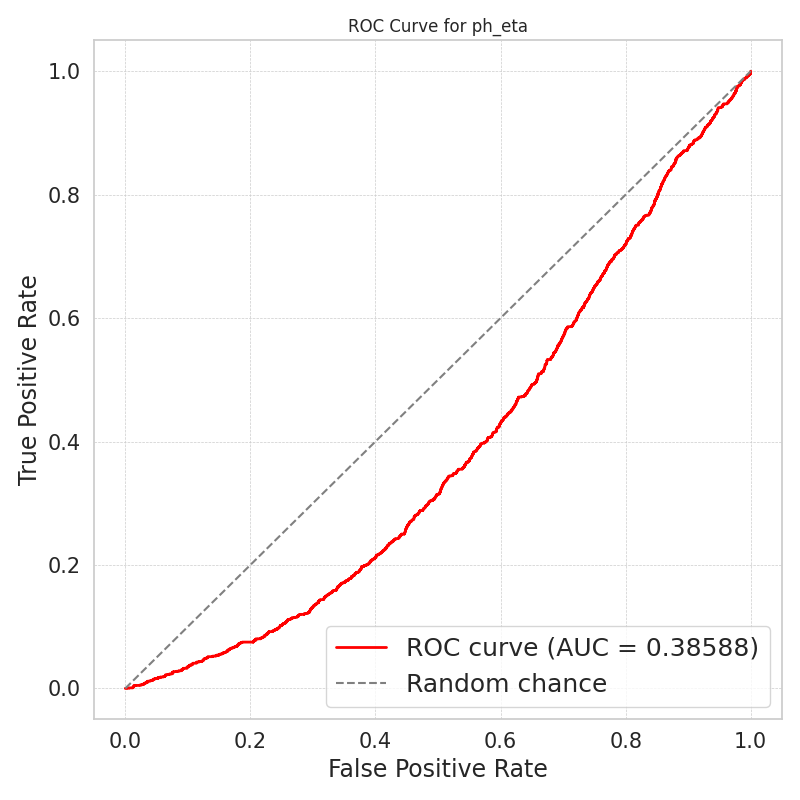 ROC Curve for ph_eta
True Positive Rate
1.0
0.8
0.6
0.4
0.2
0.0
ROC curve (AUC = 0.38588)
Random chance
0.0 0.2 0.4 0.6 0.8 1.0
False Positive Rate